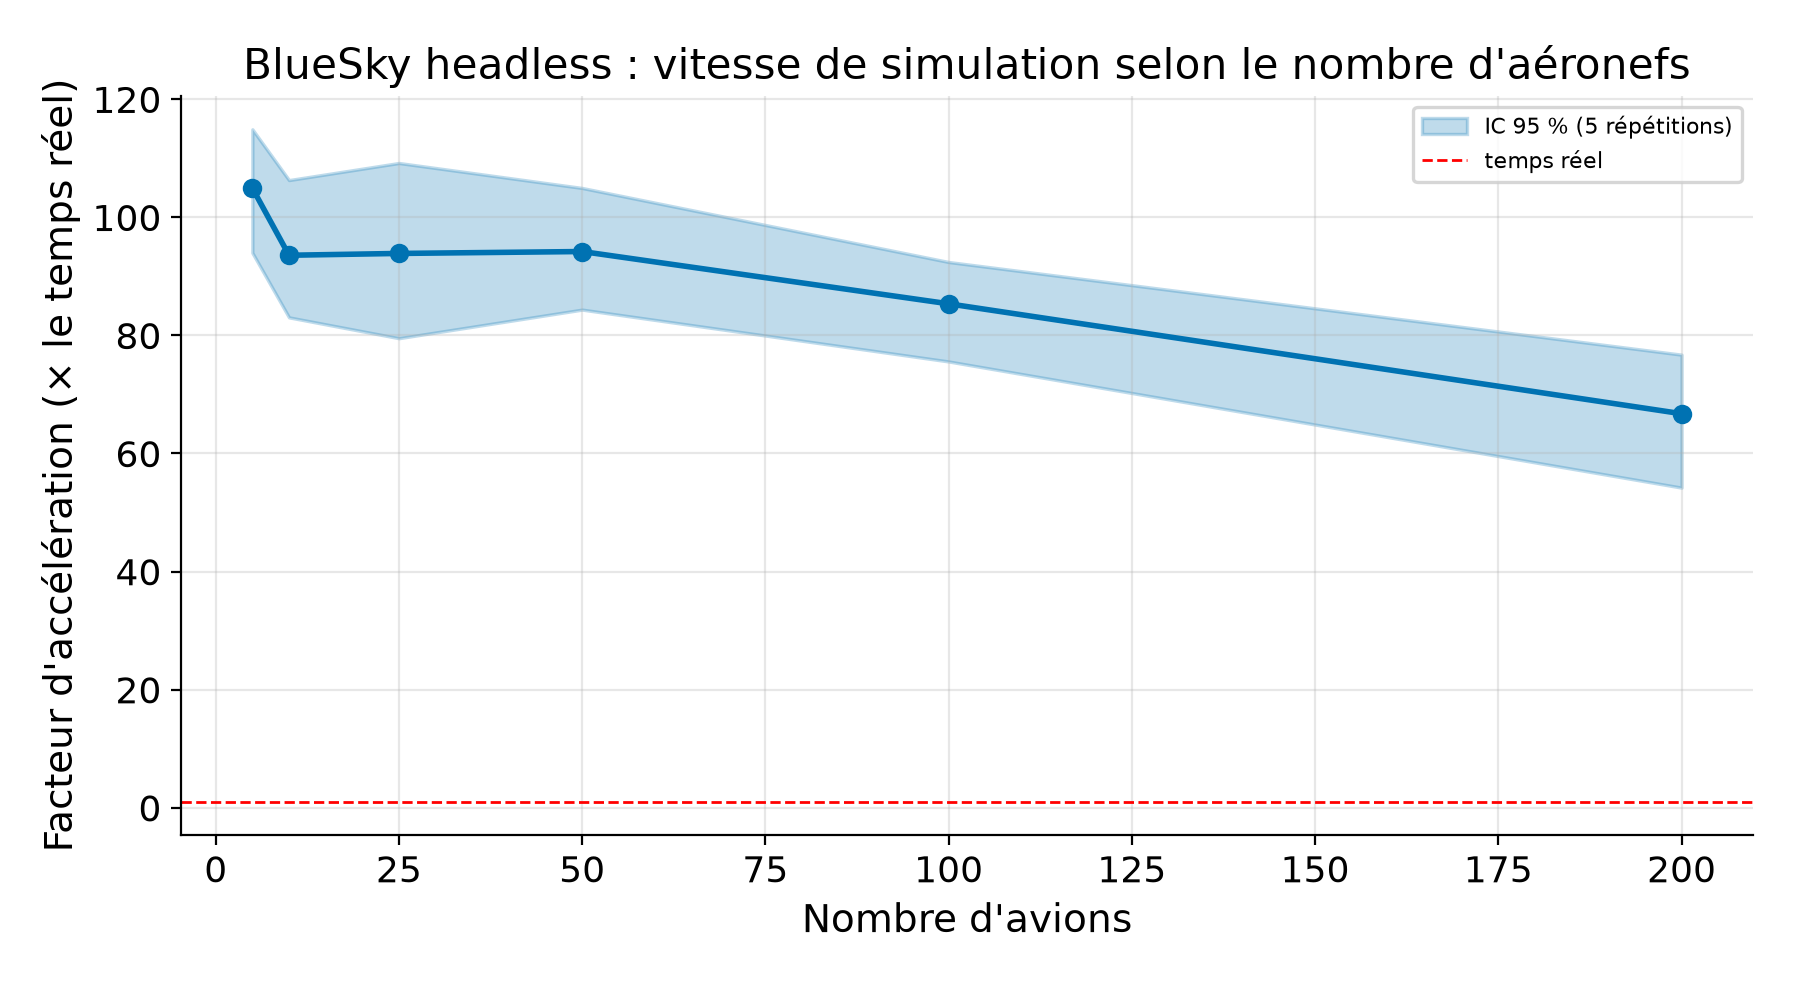 BlueSky headless : vitesse de simulation selon le nombre d'aéronefs
Facteur d'accélération (× le temps réel)
120
100
80
60
40
20
0
IC 95 % (5 répétitions)
temps réel
0 25 50 75 100 125 150 175 200
Nombre d'avions